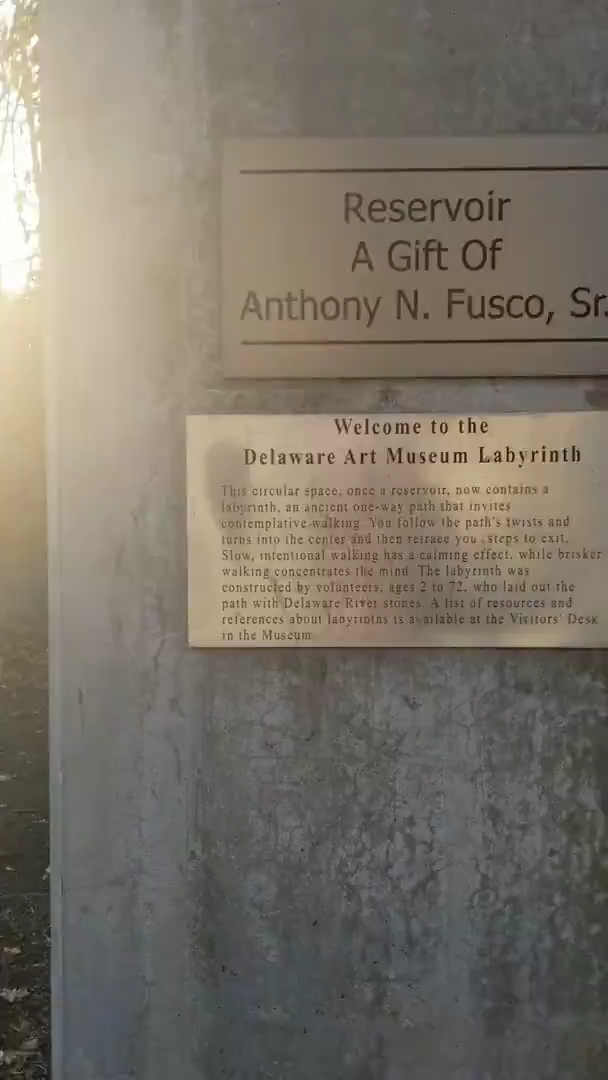 Reservoir
A Gift Of
Anthony N. Fusco, Sr.
Welcome to the
Delaware Art Museum Labyrinth
This circular space, once a reservoir, now contains a
labyrinth, an ancient one-way path that invites
contemplative walking. You follow the path's twists and
turns into the center and then retrace you steps to exit.
Slow, intentional walking has a calming effect, while brisker
walking concentrates the mind. The labyrinth was
constructed by volunteers, ages 2 to 72, who laid out the
path with Delaware River stones. A list of resources and
references about labyrinths is available at the Visitors' Desk
in the Museum.